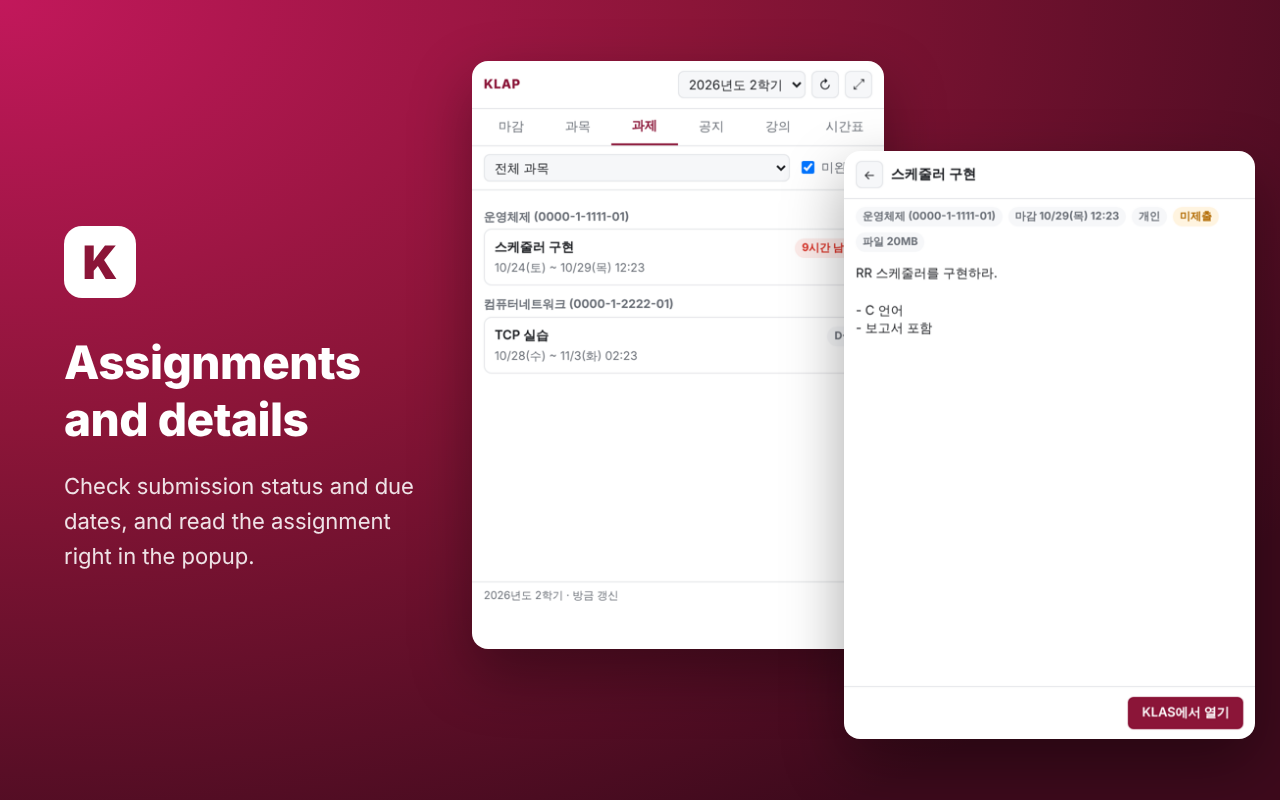 K
Assignments
and details
Check submission status and due
dates, and read the assignment
right in the popup.
KLAP
2026년도 2학기
마감 과목 과제 공지 강의 시간표
전체 과목
운영체제 (0000-1-1111-01)
스케줄러 구현
9시간
10/24(토) ~ 10/29(목) 12:23
컴퓨터네트워크 (0000-1-2222-01)
TCP 실습
10/28(수) ~ 11/3(화) 02:23
2026년도 2학기 · 방금 갱신
← 스케줄러 구현
운영체제 (0000-1-1111-01) 마감 10/29(목) 12:23 개인 미제출
파일 20MB
RR 스케줄러를 구현하라.
- C 언어
- 보고서 포함
KLAS에서 열기